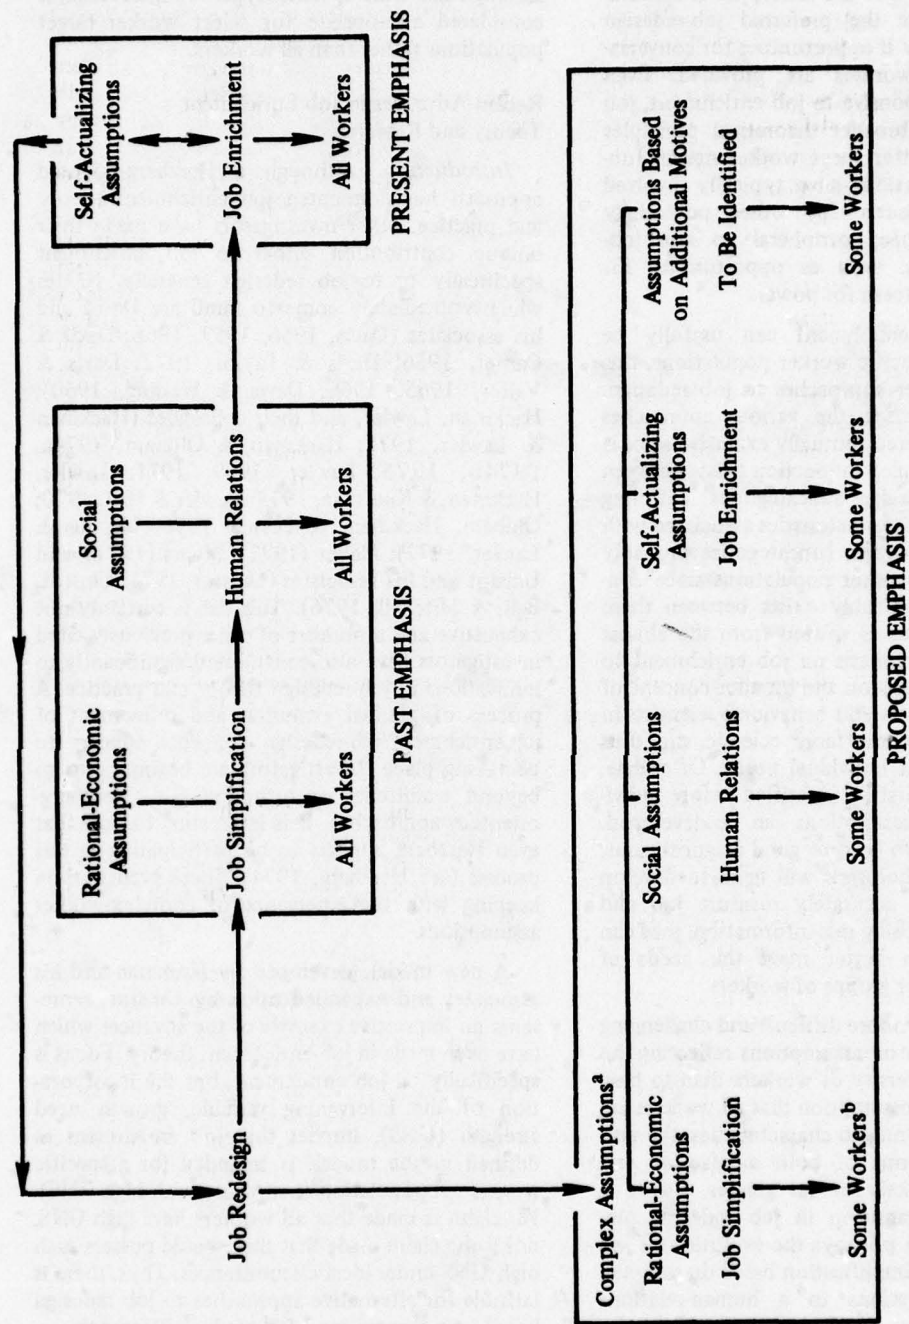 Job Redesign
Rational-Economic
Assumptions
Job Simplification
All Workers
Social
Assumptions
Human Relations
All Workers
PAST EMPHASIS
Self-Actualizing
Assumptions
Job Enrichment
All Workers
PRESENT EMPHASIS
Complex Assumptionsᵃ
Rational-Economic
Assumptions
Job Simplification
Some Workersᵇ
Social Assumptions
Human Relations
Some Workers
Self-Actualizing
Assumptions
Job Enrichment
Some Workers
Assumptions Based
on Additional Motives
To Be Identified
Some Workers
PROPOSED EMPHASIS